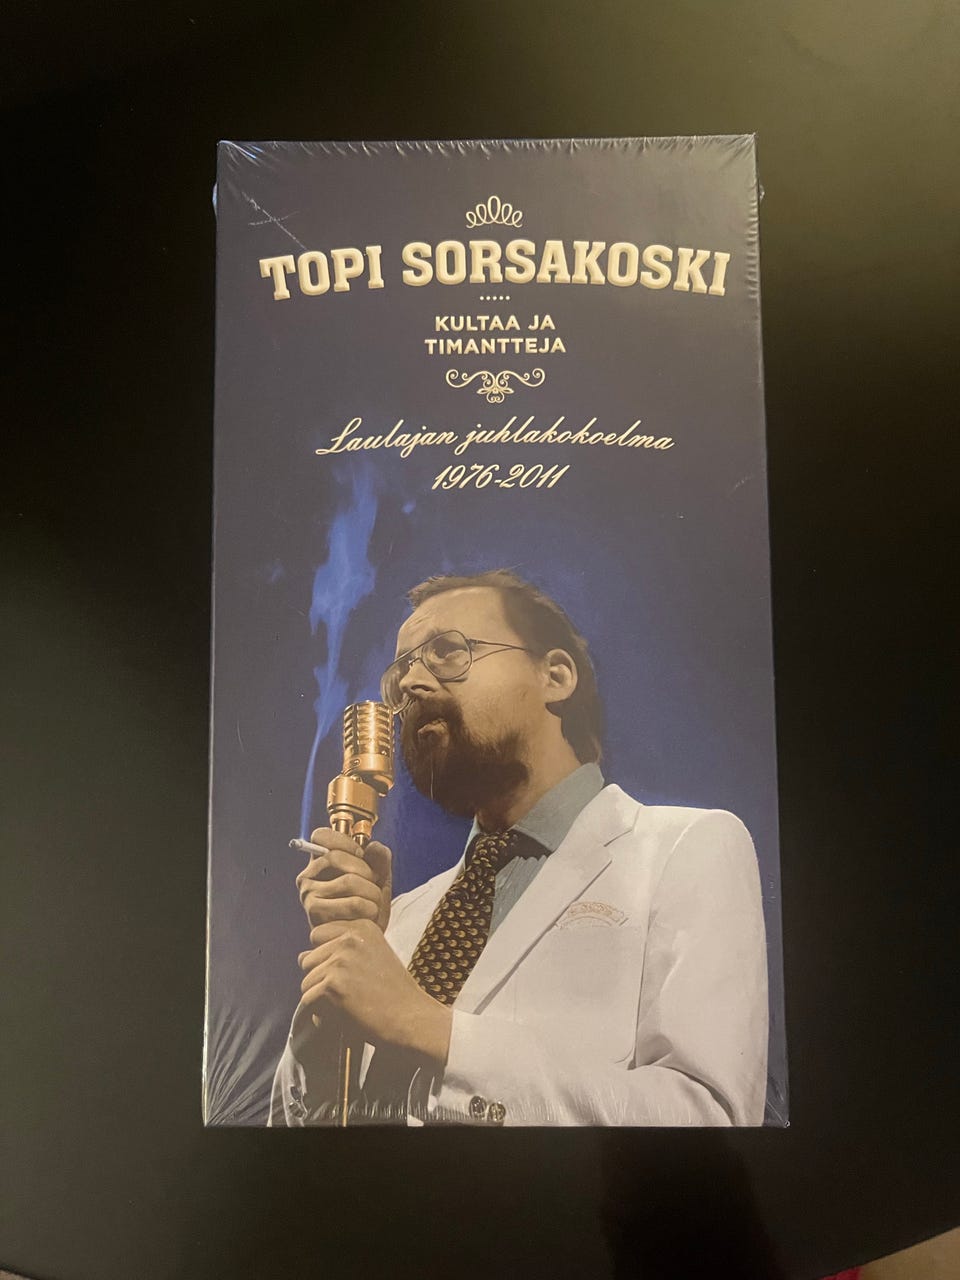 TOPI SORSAKOSKI
KULTAA JA
TIMANTTEJA
Laulajan juhlakokoelma
1976-2011